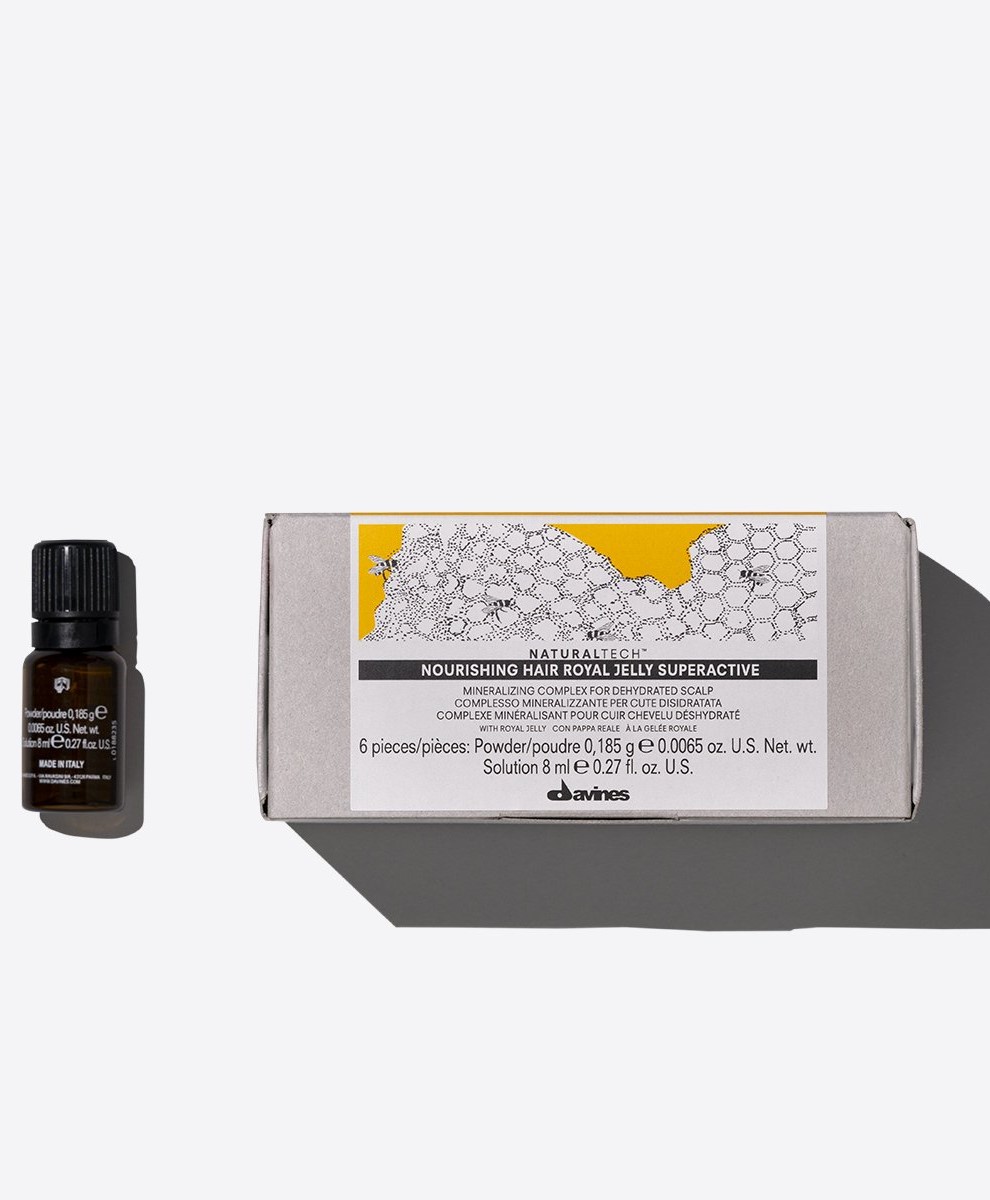 Powder/poudre 0,185 g ℮
0.0065 oz. U.S. Net. wt.
Solution 8 ml ℮ 0.27 fl.oz. U.S.
MADE IN ITALY
WWW.DAVINES.COM
NATURALTECH™
NOURISHING HAIR ROYAL JELLY SUPERACTIVE
MINERALIZING COMPLEX FOR DEHYDRATED SCALP
COMPLESSO MINERALIZZANTE PER CUTE DISIDRATATA
COMPLEXE MINÉRALISANT POUR CUIR CHEVELU DÉSHYDRATÉ
WITH ROYAL JELLY CON PAPPA REALE À LA GELÉE ROYALE
6 pieces/pièces: Powder/poudre 0,185 g ℮ 0.0065 oz. U.S. Net. wt.
Solution 8 ml ℮ 0.27 fl. oz. U.S.
davines